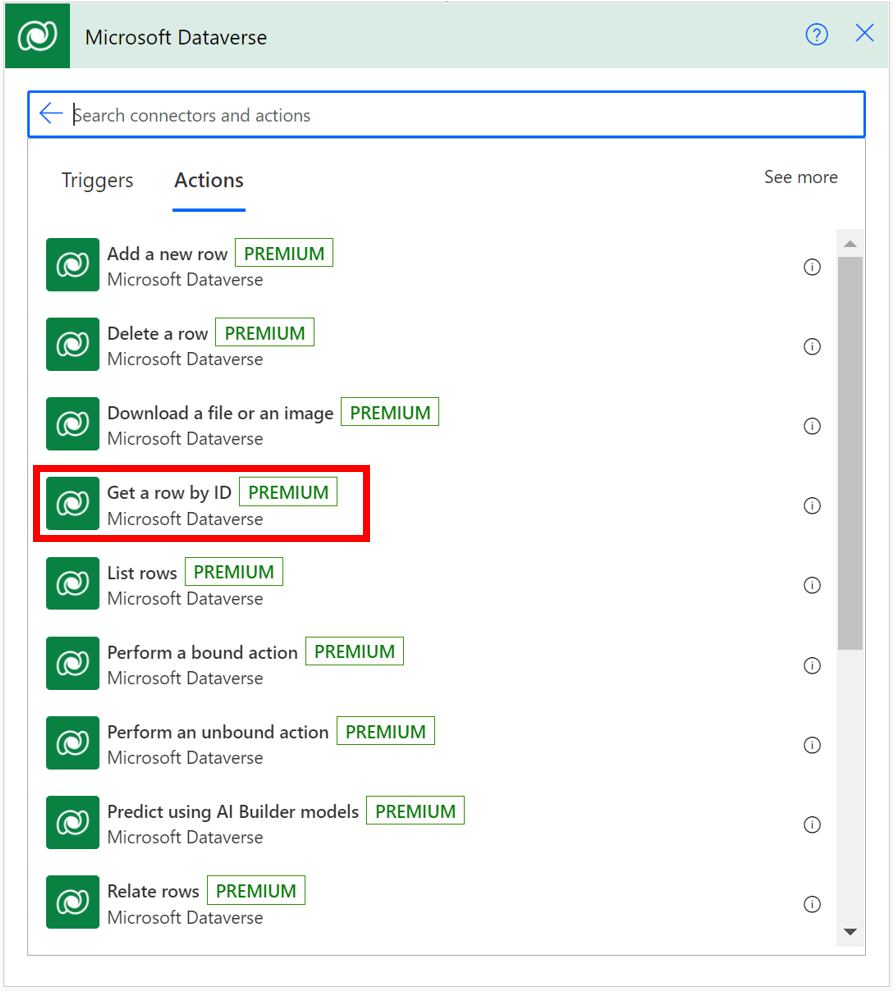 Microsoft Dataverse
Search connectors and actions
Triggers
Actions
See more
Add a new row PREMIUM
Microsoft Dataverse
Delete a row PREMIUM
Microsoft Dataverse
Download a file or an image PREMIUM
Microsoft Dataverse
Get a row by ID PREMIUM
Microsoft Dataverse
List rows PREMIUM
Microsoft Dataverse
Perform a bound action PREMIUM
Microsoft Dataverse
Perform an unbound action PREMIUM
Microsoft Dataverse
Predict using AI Builder models PREMIUM
Microsoft Dataverse
Relate rows PREMIUM
Microsoft Dataverse